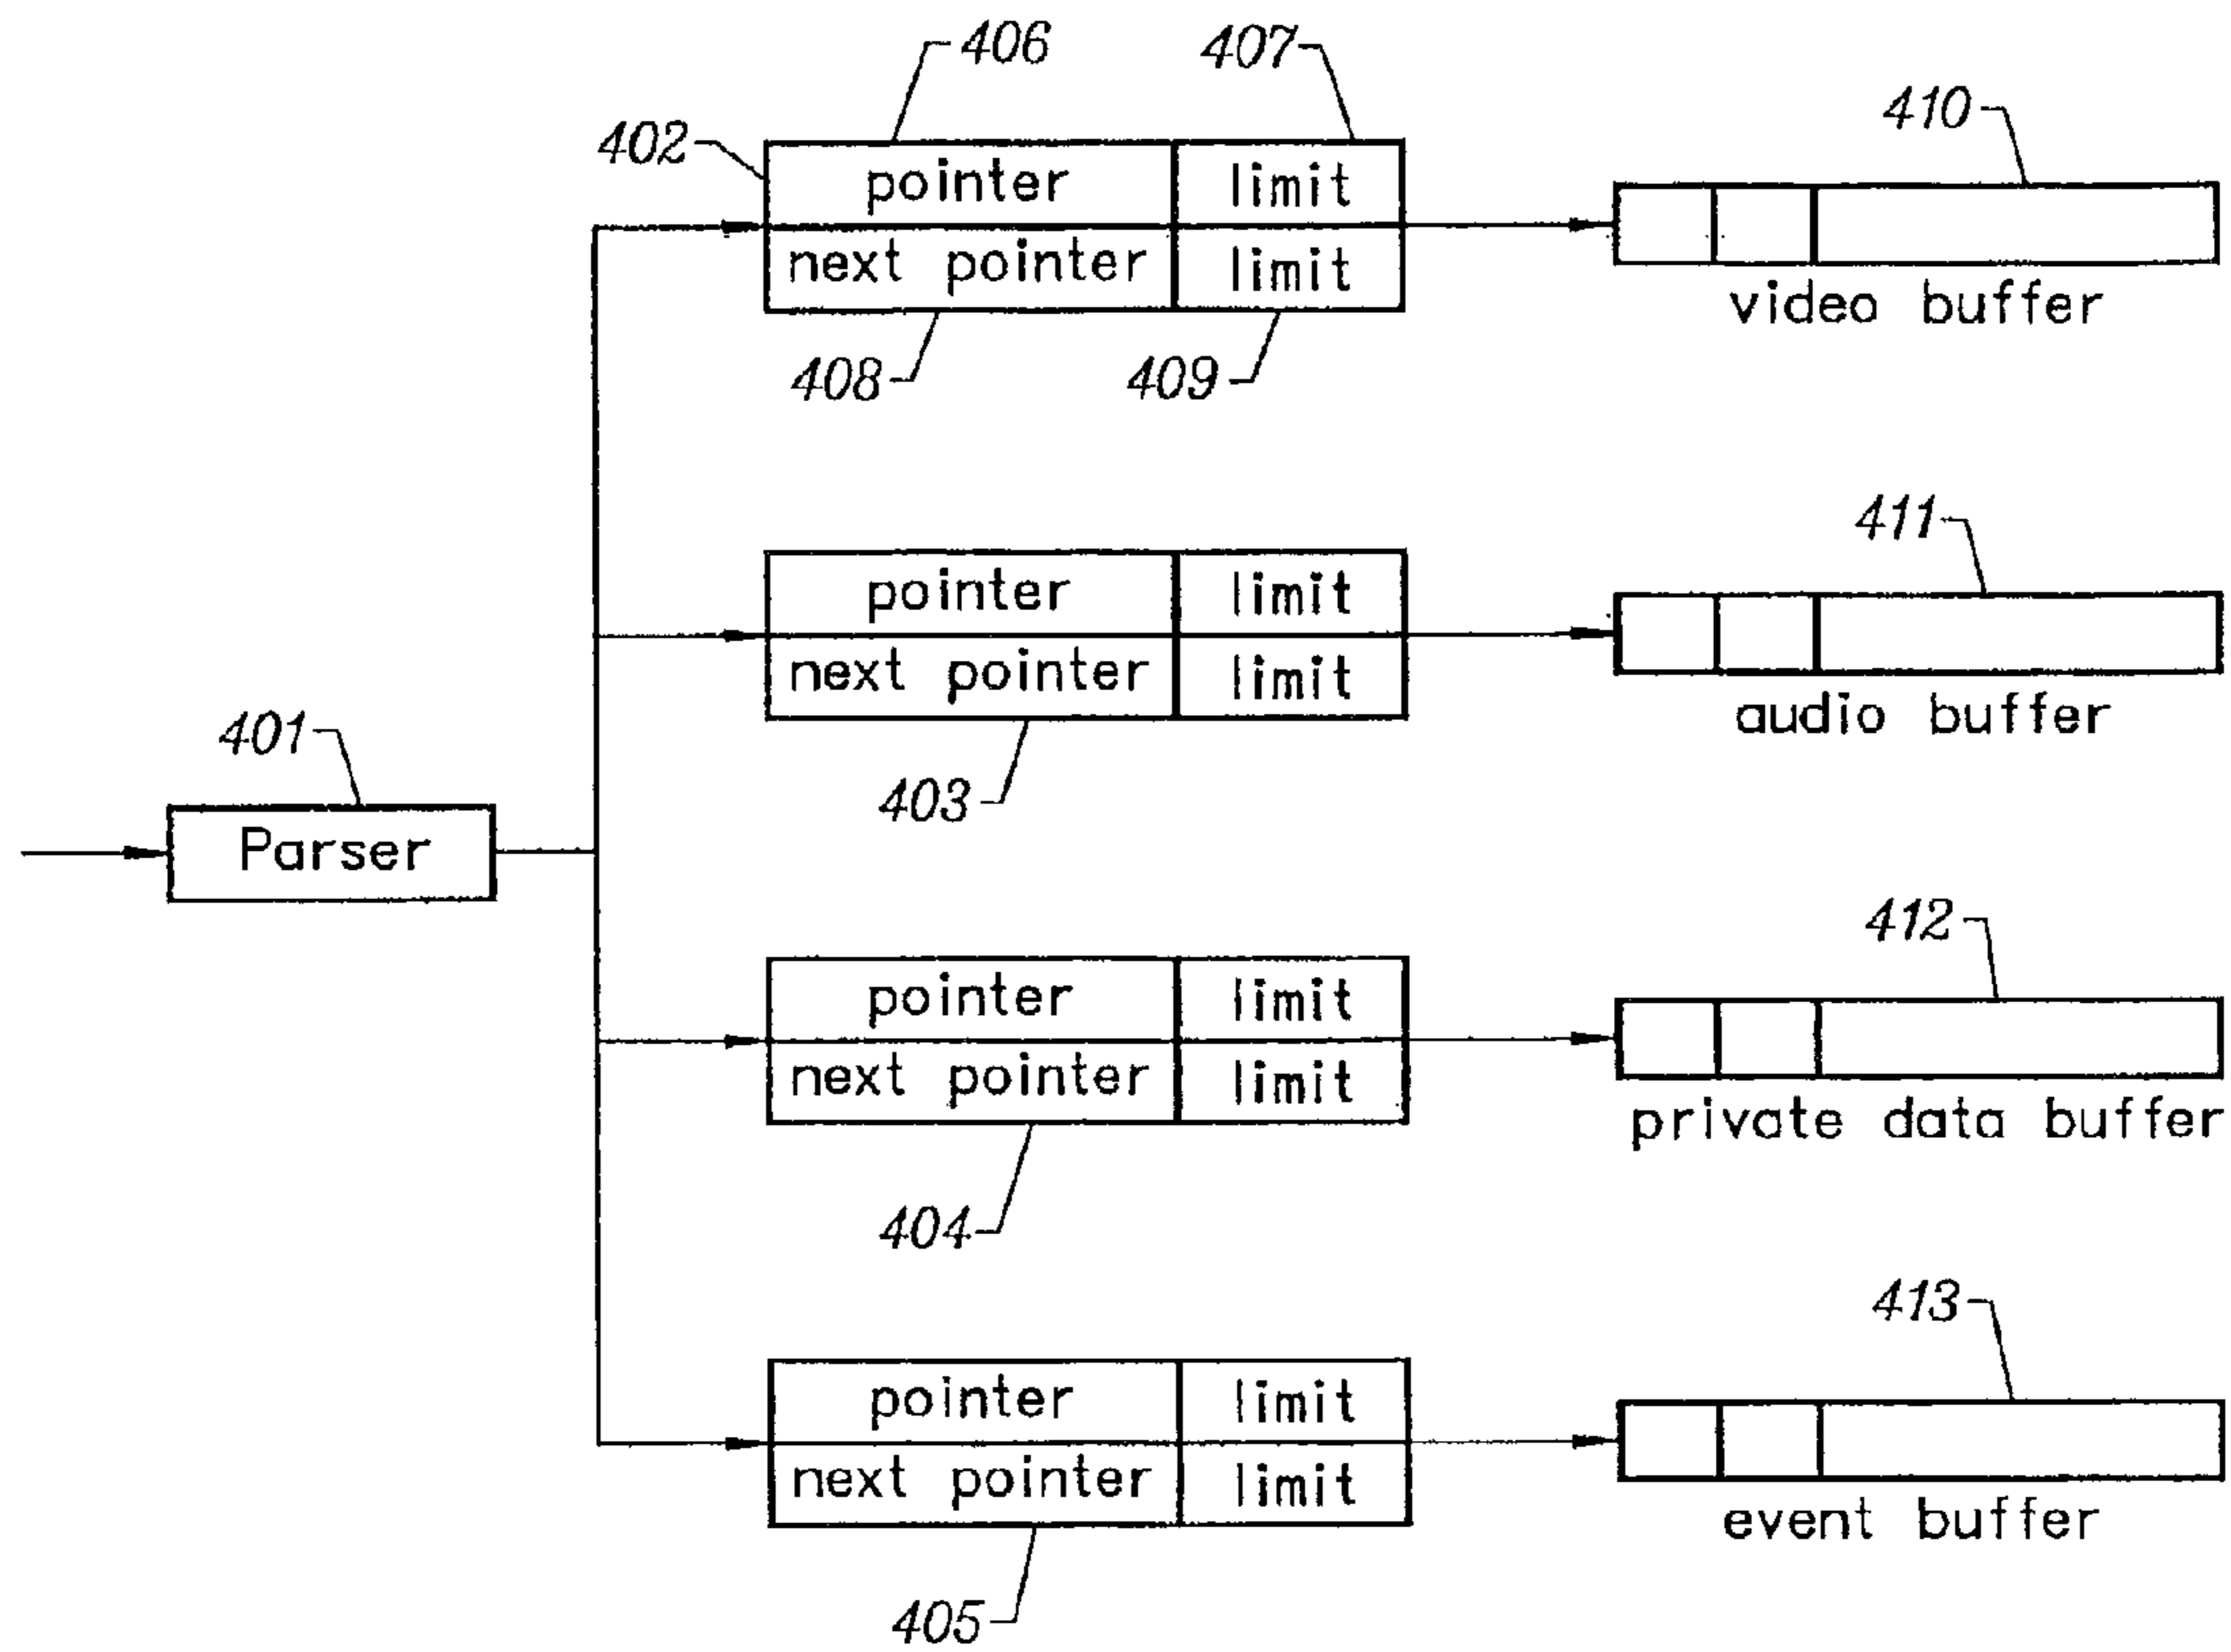 406
407
402
410
pointer limit
next pointer limit
video buffer
408
409
411
pointer limit
next pointer limit
audio buffer
401
403
Parser
412
pointer limit
next pointer limit
private data buffer
404
413
pointer limit
next pointer limit
event buffer
405